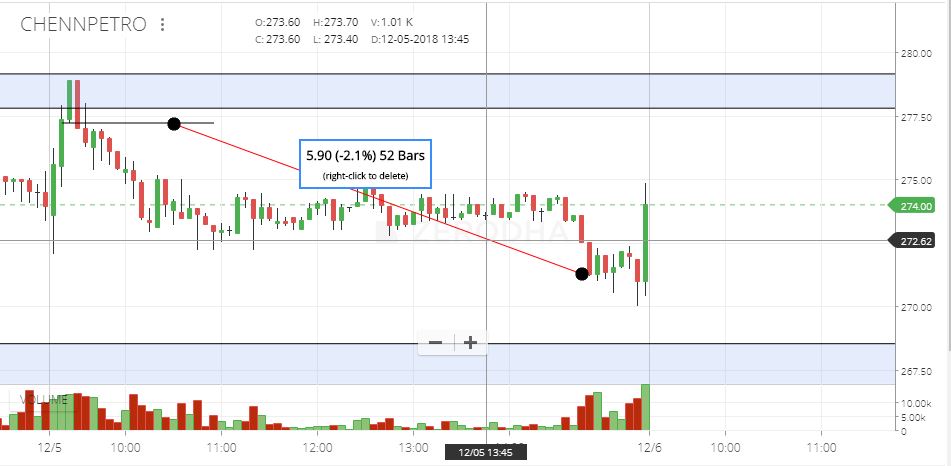 CHENNPETRO
O:273.60 H:273.70 V:1.01 K
C:273.60 L: 273.40 D:12-05-2018 13:45
280.00
277.50
5.90 (-2.1%) 52 Bars
(right-click to delete)
275.00
274.00
ZERODHA
272.62
270.00
267.50
VOLUME
10.00k
5.00k
0.00
12/5 10:00 11:00 12:00 13:00 12/05 13:45 12/6 10:00 11:00